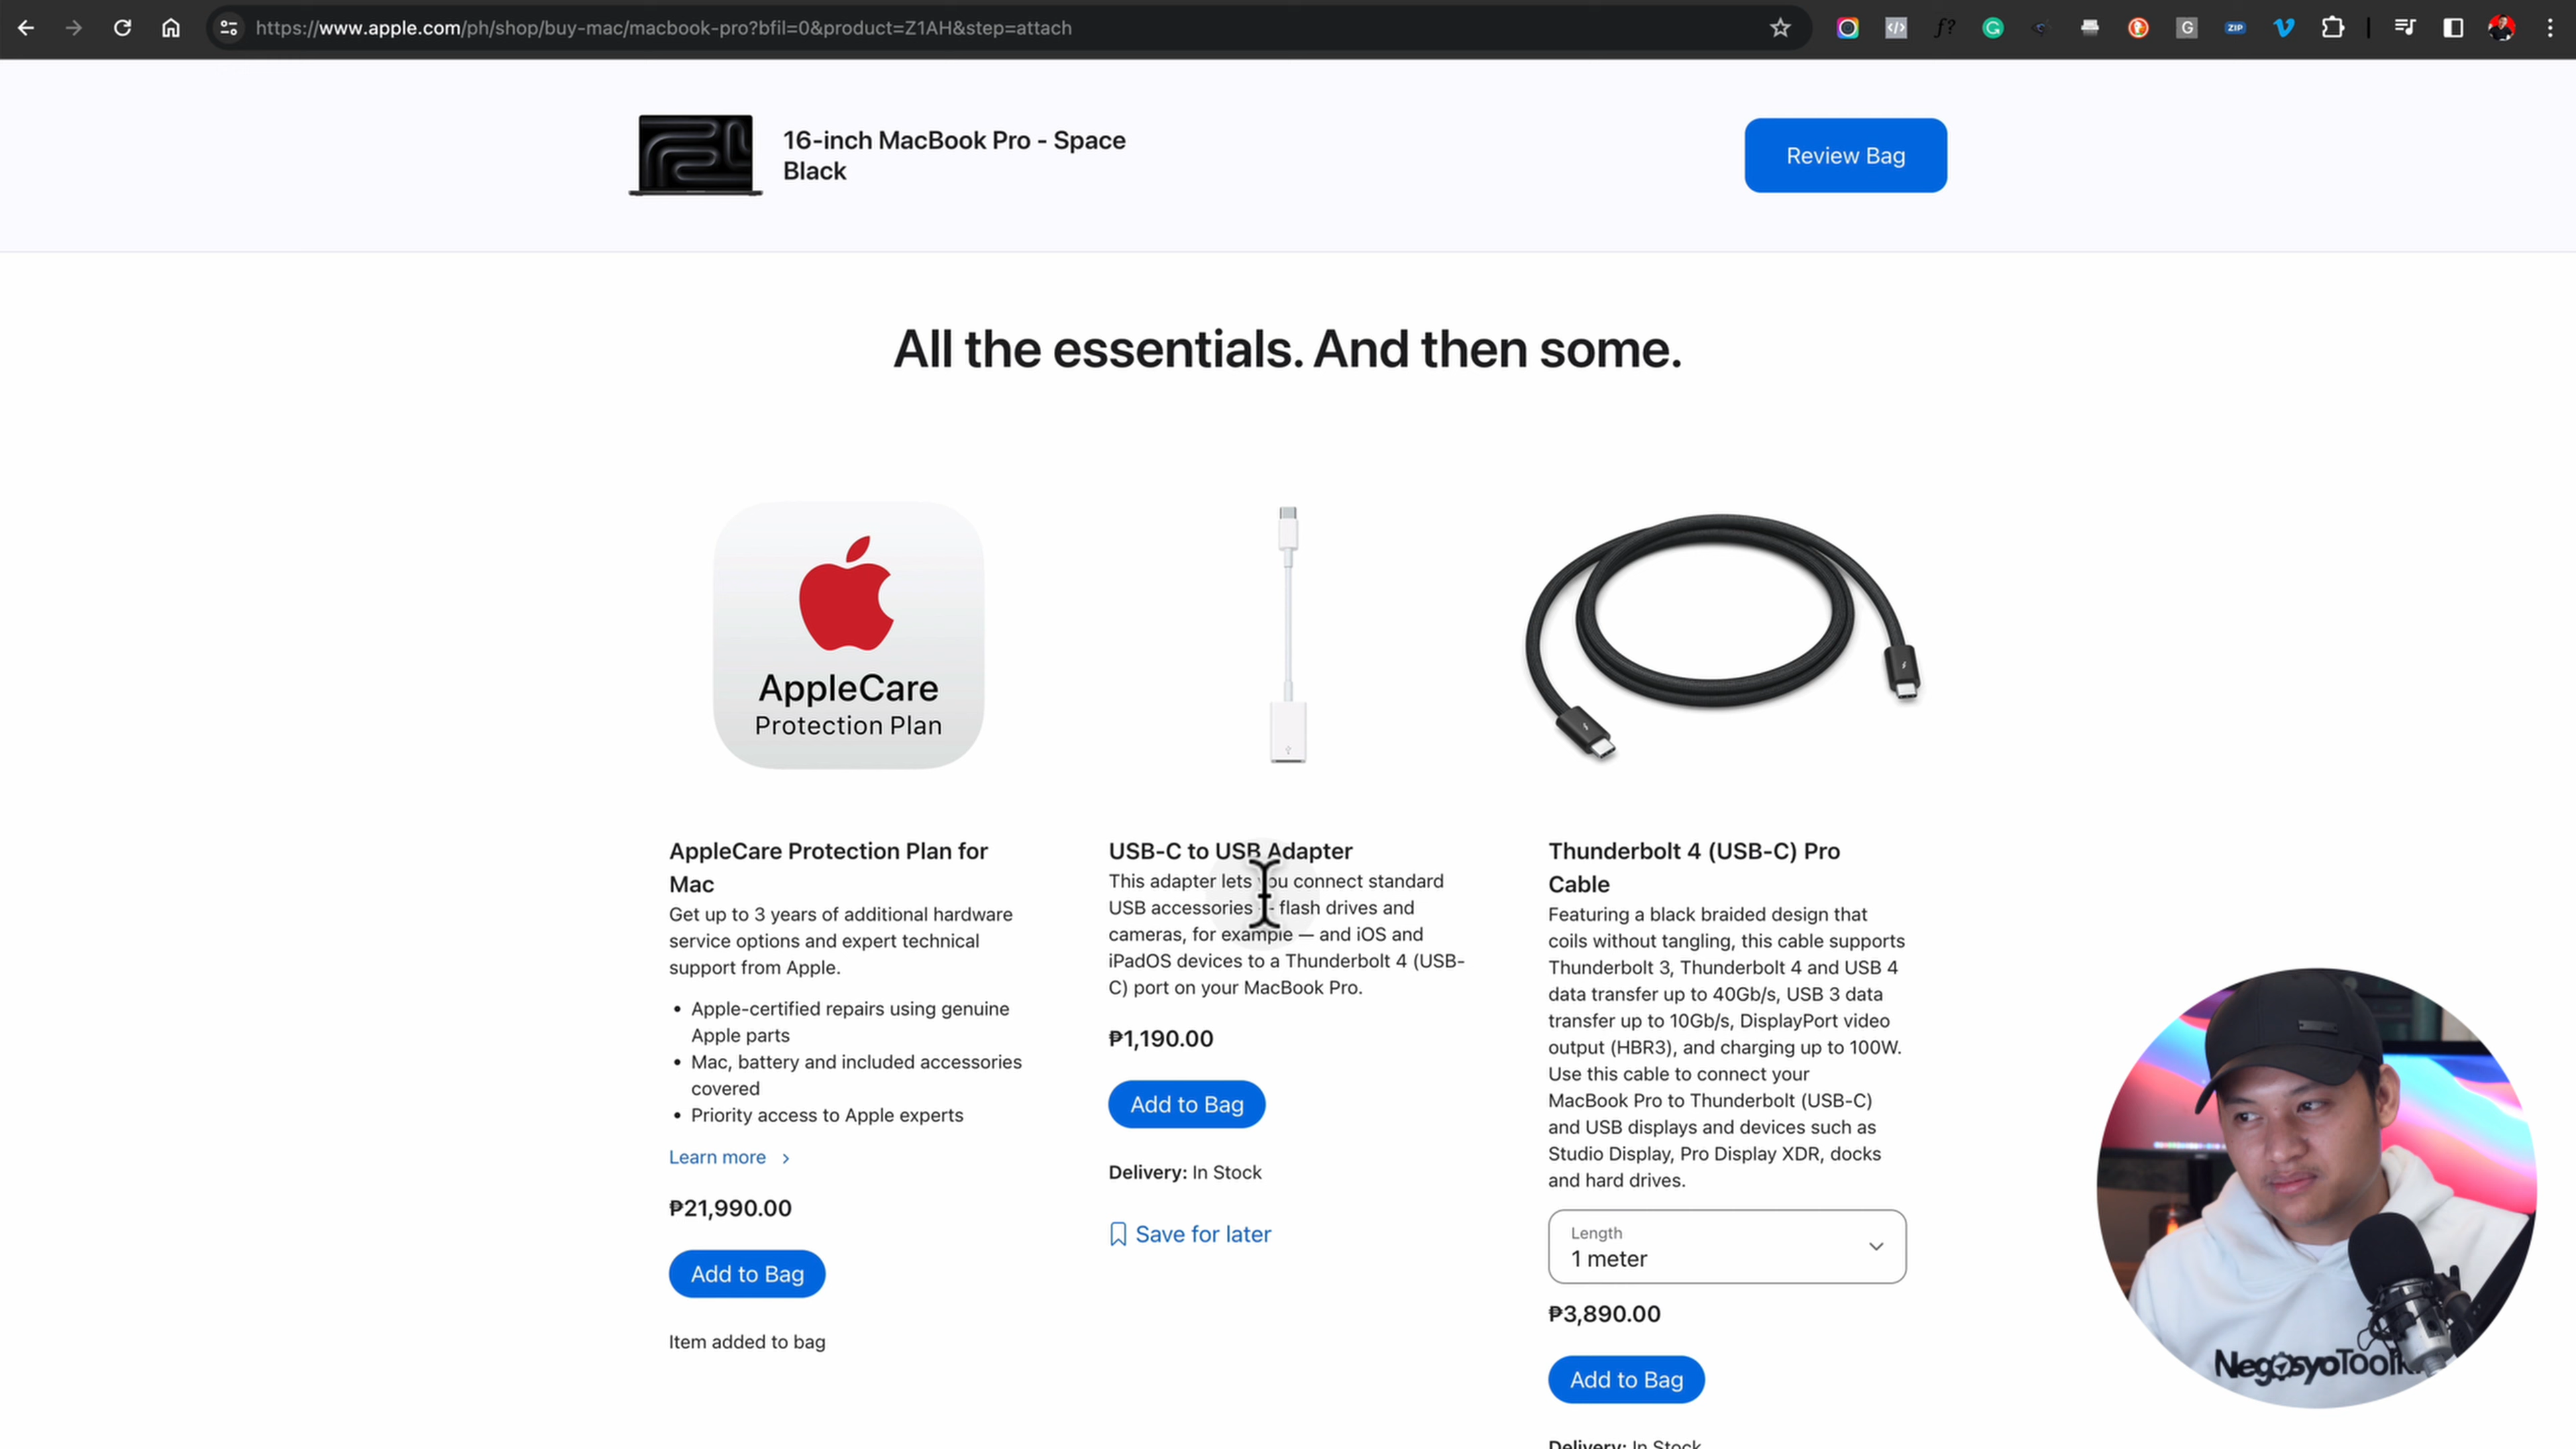 https://www.apple.com/ph/shop/buy-mac/macbook-pro?bfil=0&product=Z1AH&step=attach
16-inch MacBook Pro - Space
Black
Review Bag
All the essentials. And then some.
AppleCare
Protection Plan
AppleCare Protection Plan for
Mac
Get up to 3 years of additional hardware
service options and expert technical
support from Apple.
• Apple-certified repairs using genuine
Apple parts
• Mac, battery and included accessories
covered
• Priority access to Apple experts
Learn more >
₱21,990.00
Add to Bag
Item added to bag
USB-C to USB Adapter
This adapter lets you connect standard
USB accessories — flash drives and
cameras, for example — and iOS and
iPadOS devices to a Thunderbolt 4 (USB-
C) port on your MacBook Pro.
₱1,190.00
Add to Bag
Delivery: In Stock
Save for later
Thunderbolt 4 (USB-C) Pro
Cable
Featuring a black braided design that
coils without tangling, this cable supports
Thunderbolt 3, Thunderbolt 4 and USB 4
data transfer up to 40Gb/s, USB 3 data
transfer up to 10Gb/s, DisplayPort video
output (HBR3), and charging up to 100W.
Use this cable to connect your
MacBook Pro to Thunderbolt (USB-C)
and USB displays and devices such as
Studio Display, Pro Display XDR, docks
and hard drives.
Length
1 meter
₱3,890.00
Add to Bag
Delivery: In Stock
ZIP
G